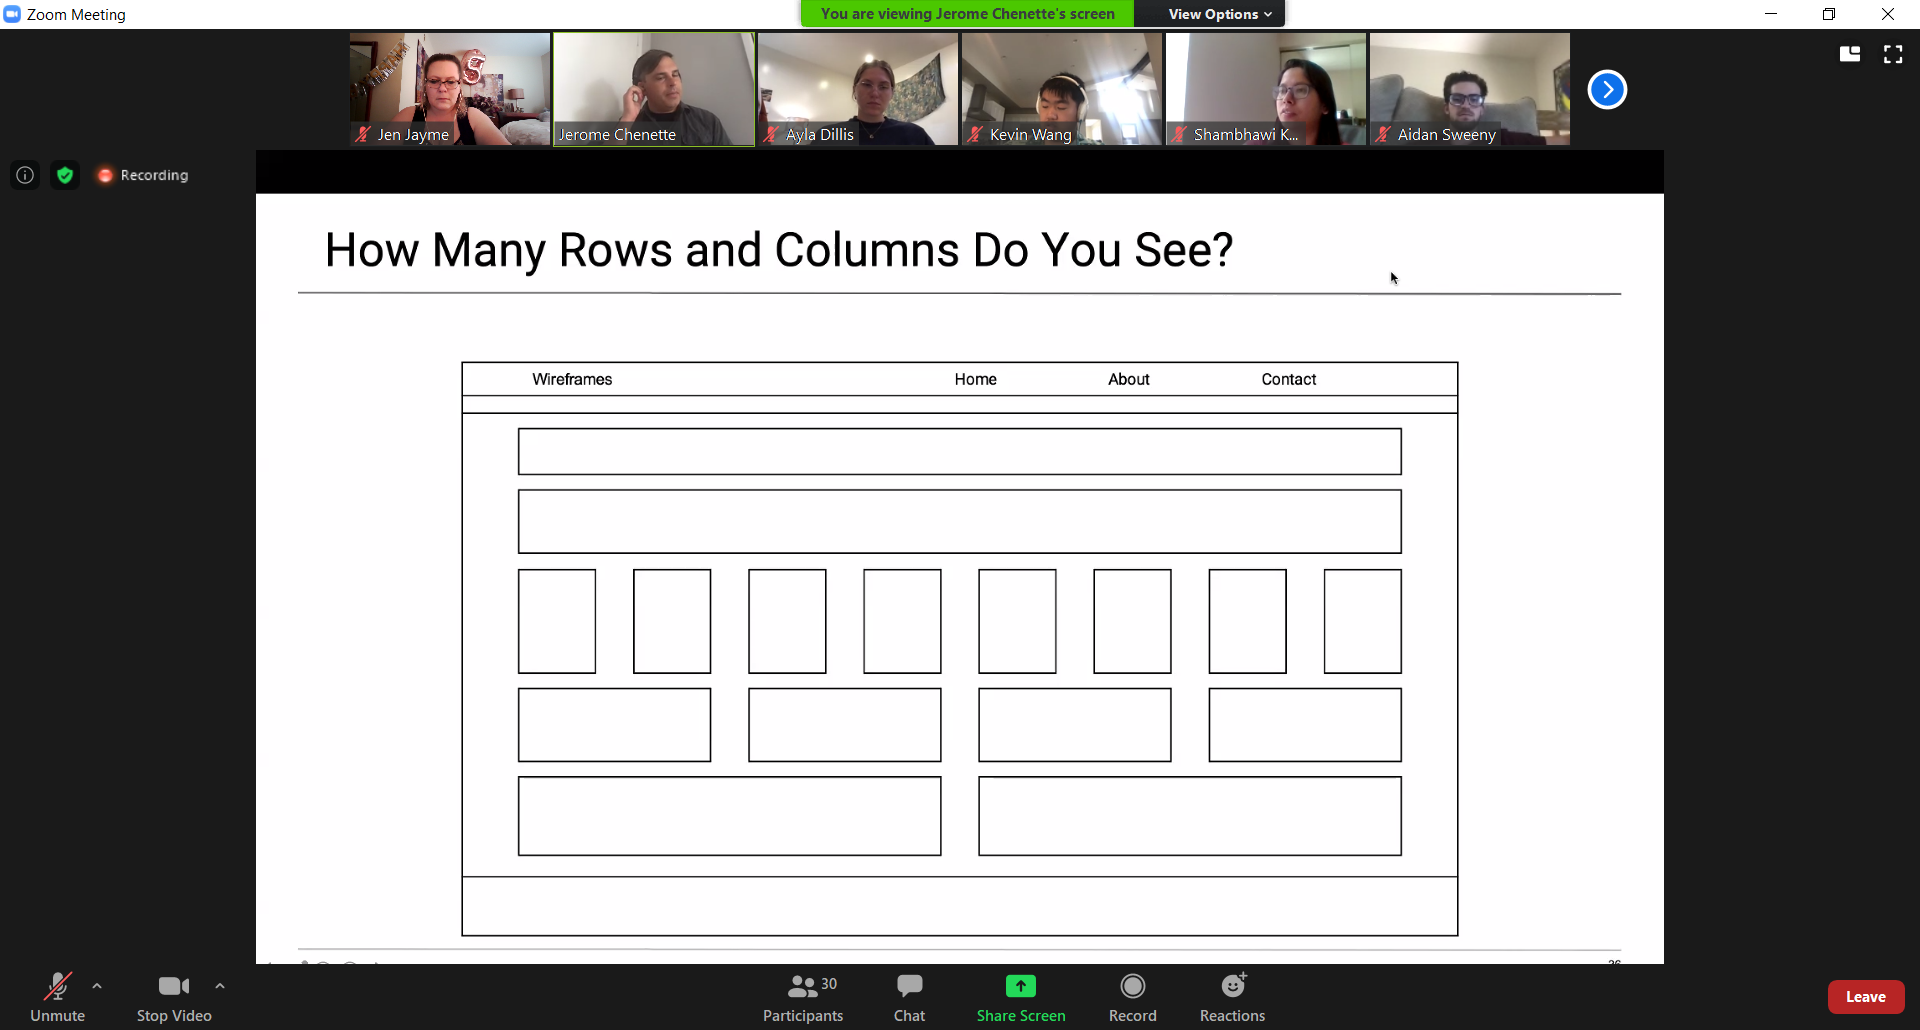 Zoom Meeting
You are viewing Jerome Chenette's screen
View Options
Jen Jayme
Jerome Chenette
Ayla Dillis
Kevin Wang
Shambhawi K...
Aidan Sweeny
Recording
How Many Rows and Columns Do You See?
Wireframes Home About Contact
Unmute
Stop Video
30
Participants
Chat
Share Screen
Record
Reactions
Leave